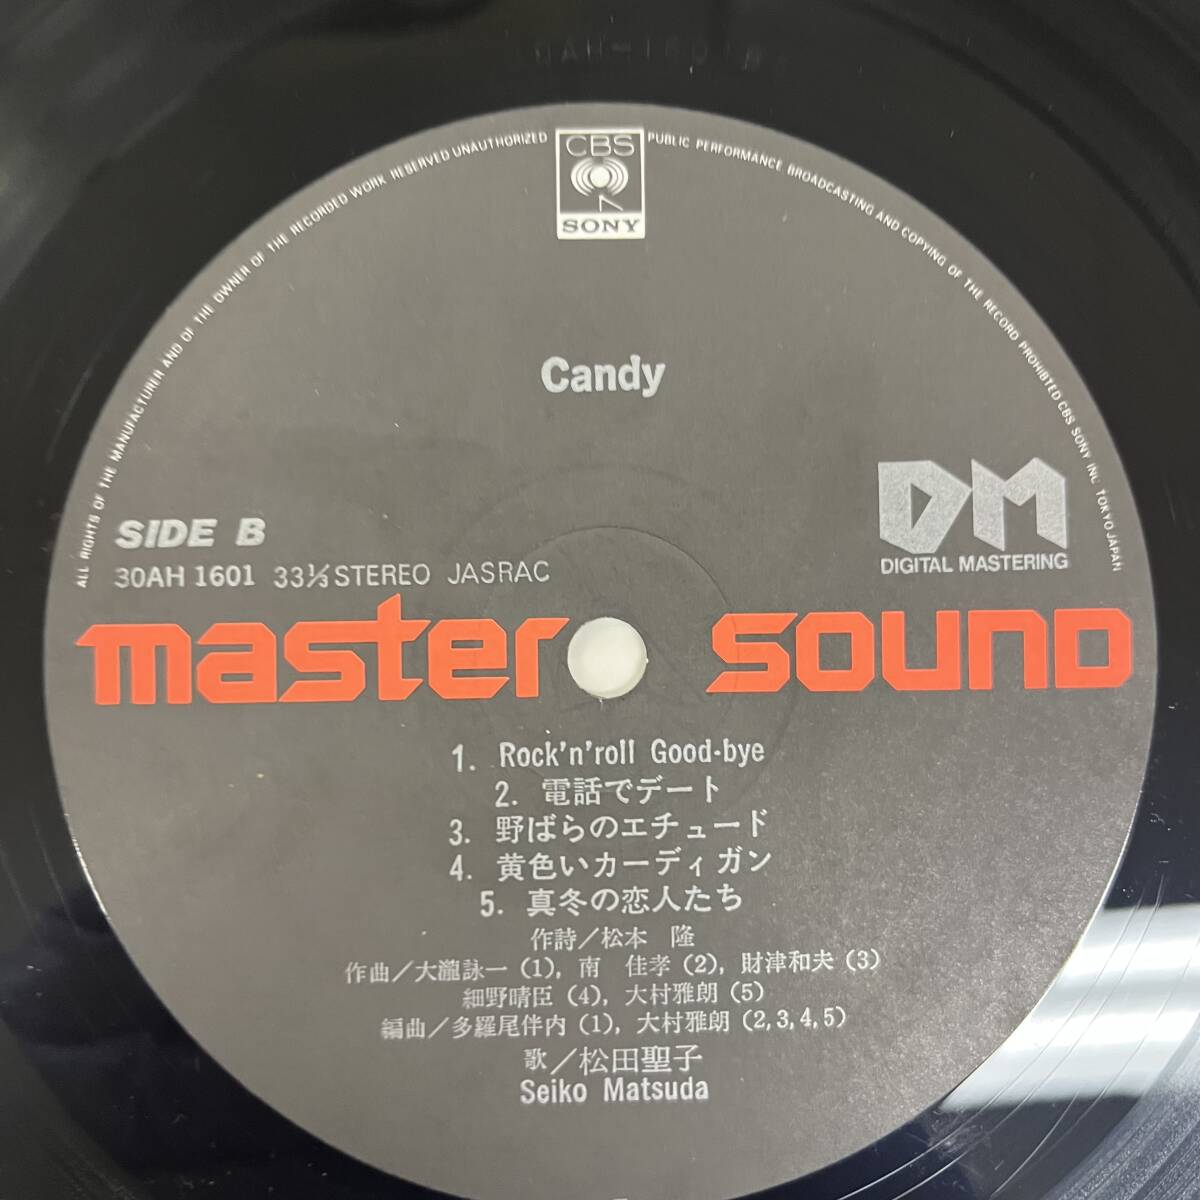 ALL RIGHTS OF THE MANUFACTURER AND OF THE OWNER OF THE RECORDED WORK RESERVED UNAUTHORIZED PUBLIC PERFORMANCE BROADCASTING AND COPYING OF THE RECORD PROHIBITED CBS SONY INC. TOKYO JAPAN
CBS
SONY
Candy
DM
DIGITAL MASTERING
SIDE B
30AH 1601 33⅓ STEREO JASRAC
master sound
1. Rock'n'roll Good-bye
2. 電話でデート
3. 野ばらのエチュード
4. 黄色いカーディガン
5. 真冬の恋人たち
作詩／松本 隆
作曲／大瀧詠一（1），南 佳孝（2），財津和夫（3）
細野晴臣（4），大村雅朗（5）
編曲／多羅尾伴内（1），大村雅朗（2,3,4,5）
歌／松田聖子
Seiko Matsuda